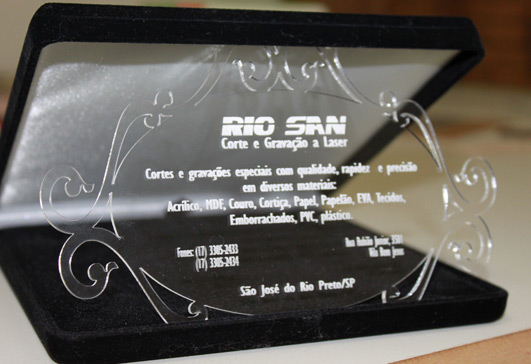 RIO SAN
Corte e Gravação a Laser
Cortes e gravações especiais com qualidade, rapidez e precisão
em diversos materiais:
Acrílico, MDF, Couro, Cortiça, Papel, Papelão, EVA, Tecidos,
Emborrachados, PVC, plástico.
Fones: (17) 3305-2433
(17) 3305-2434
Rua
São José do Rio Preto/SP